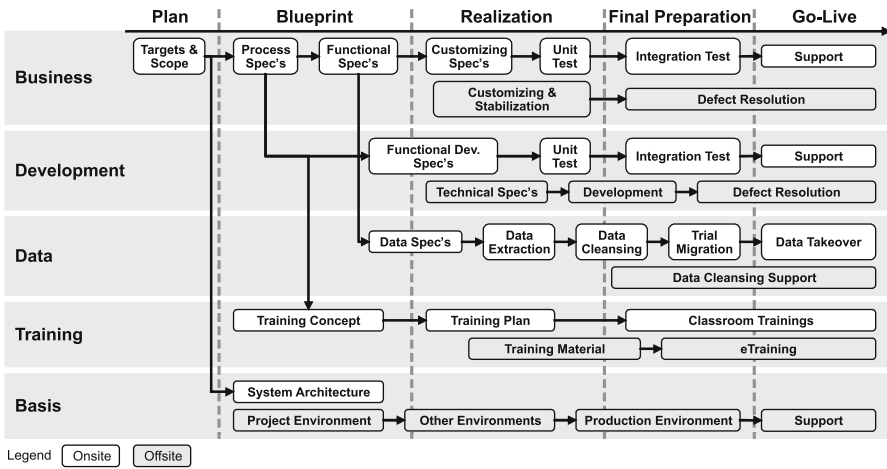 Plan Blueprint Realization Final Preparation Go-Live
Business
Targets &
Scope
Process
Spec's
Functional
Spec's
Customizing
Spec's
Unit
Test
Integration Test
Support
Customizing &
Stabilization
Defect Resolution
Development
Functional Dev.
Spec's
Unit
Test
Integration Test
Support
Technical Spec's
Development
Defect Resolution
Data
Data Spec's
Data
Extraction
Data
Cleansing
Trial
Migration
Data Takeover
Data Cleansing Support
Training
Training Concept
Training Plan
Classroom Trainings
Training Material
eTraining
Basis
System Architecture
Project Environment
Other Environments
Production Environment
Support
Legend Onsite Offsite